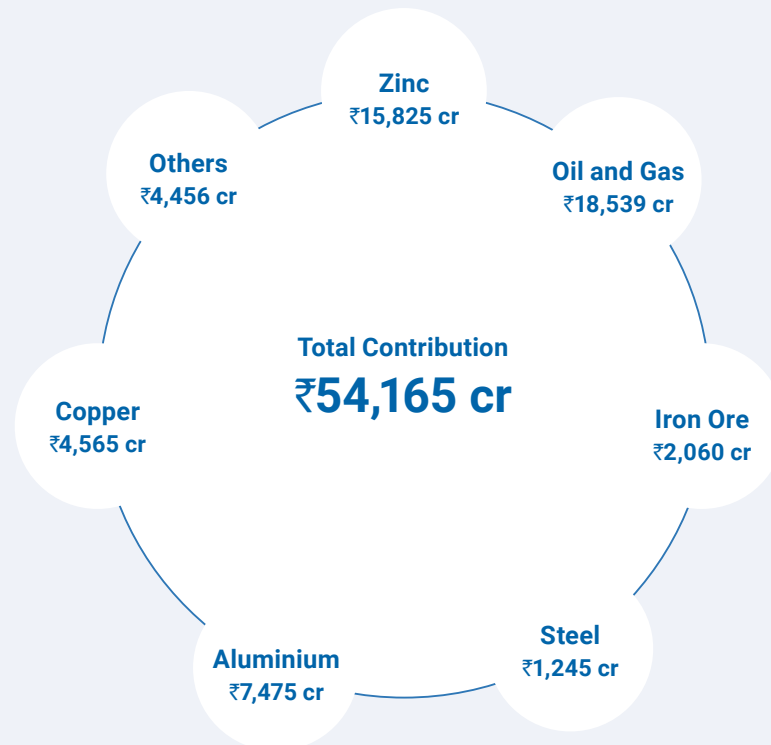 Zinc
₹15,825 cr
Oil and Gas
₹18,539 cr
Iron Ore
₹2,060 cr
Steel
₹1,245 cr
Aluminium
₹7,475 cr
Copper
₹4,565 cr
Others
₹4,456 cr
Total Contribution
₹54,165 cr